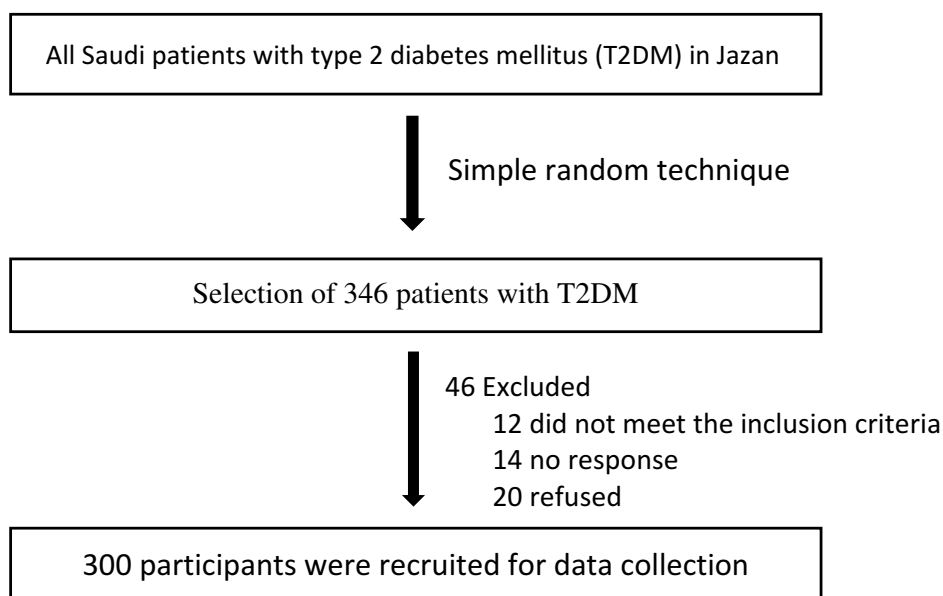 All Saudi patients with type 2 diabetes mellitus (T2DM) in Jazan
Simple random technique
Selection of 346 patients with T2DM
46 Excluded
12 did not meet the inclusion criteria
14 no response
20 refused
300 participants were recruited for data collection